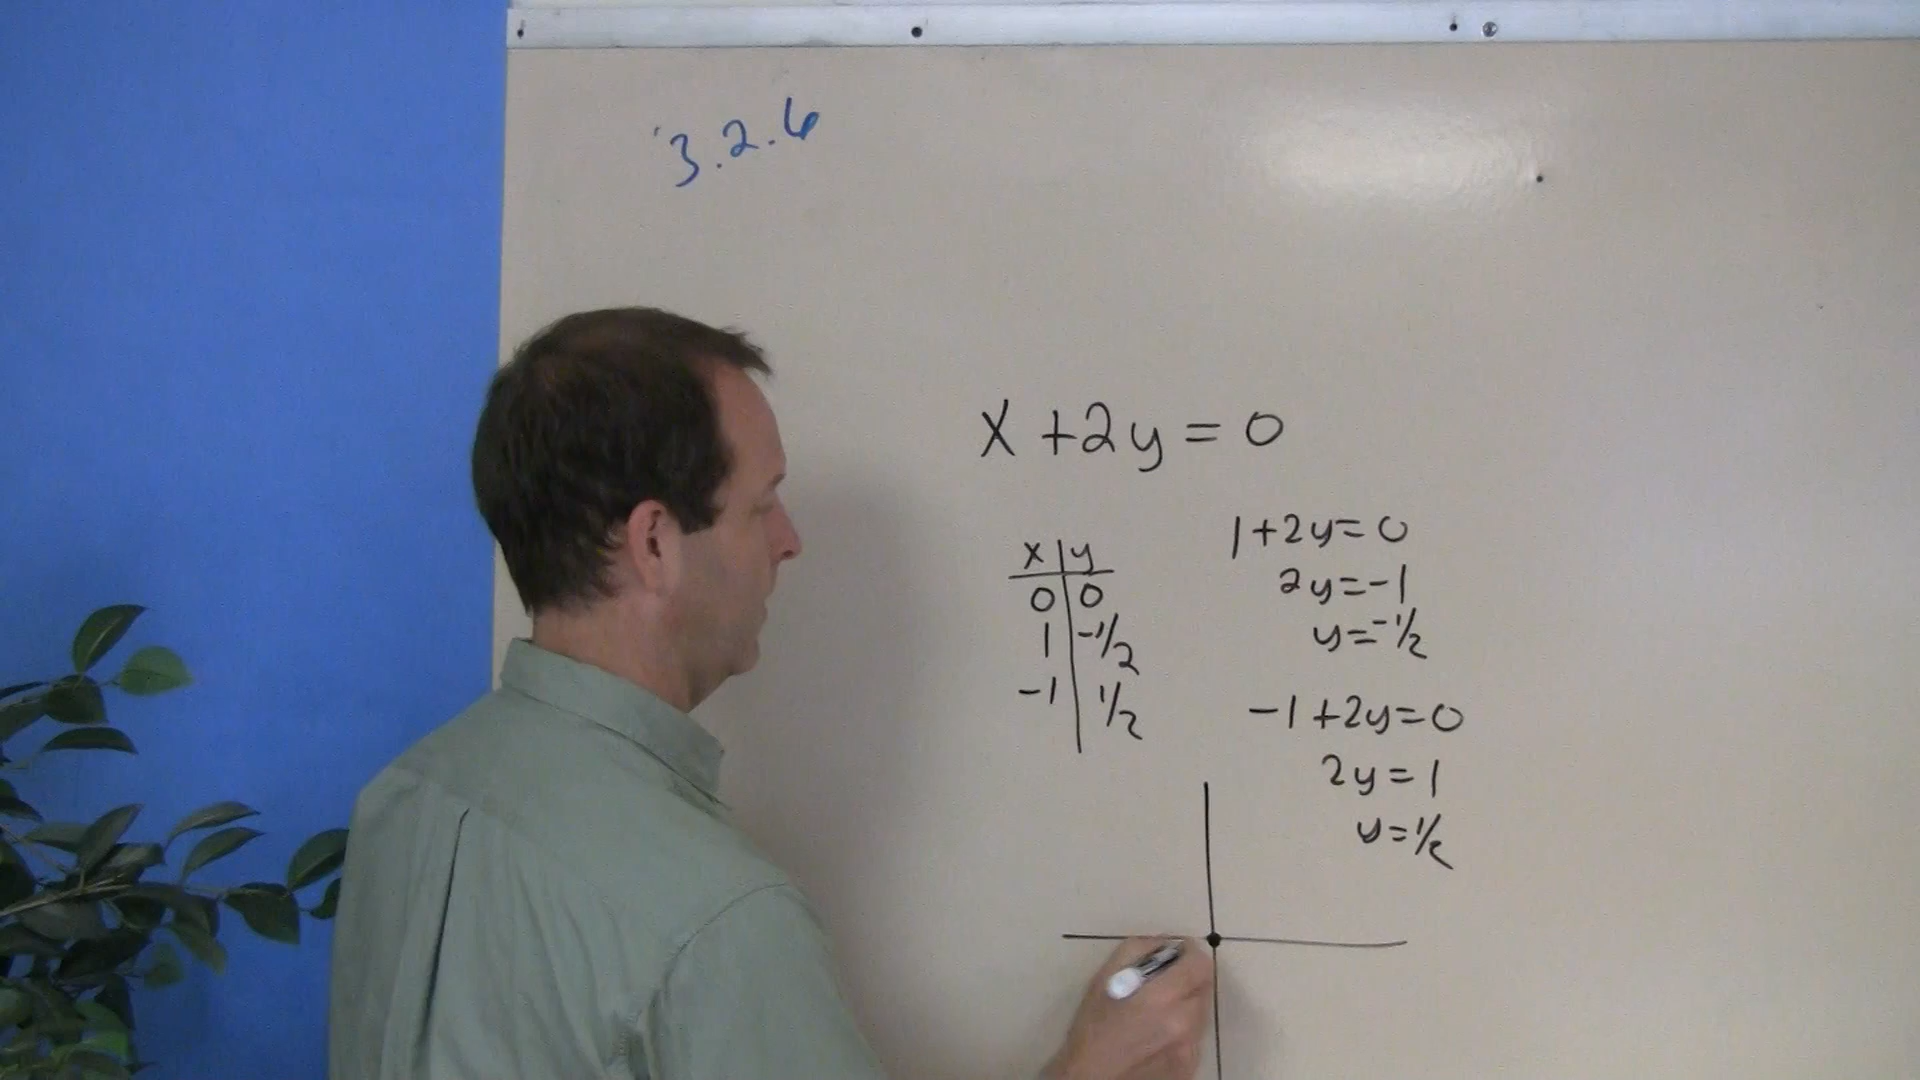 3.2.6
x + 2y = 0
x | y
0 | 0
1 | -1/2
-1 | 1/2
1 + 2y = 0
2y = -1
y = -1/2
-1 + 2y = 0
2y = 1
y = 1/2